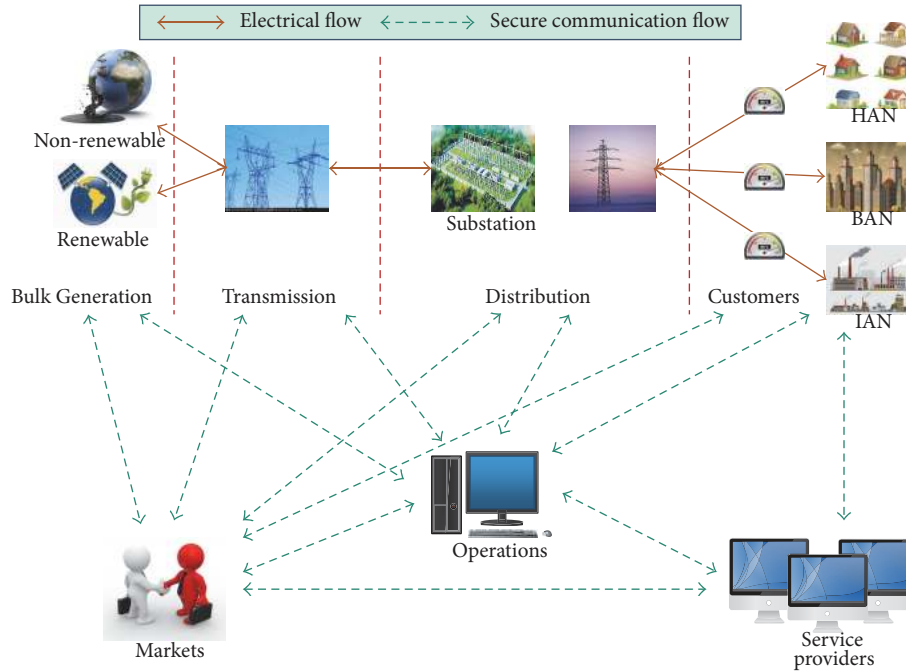 Electrical flow
Secure communication flow
Non-renewable
Renewable
Substation
HAN
BAN
IAN
Bulk Generation
Transmission
Distribution
Customers
Operations
Markets
Service
providers